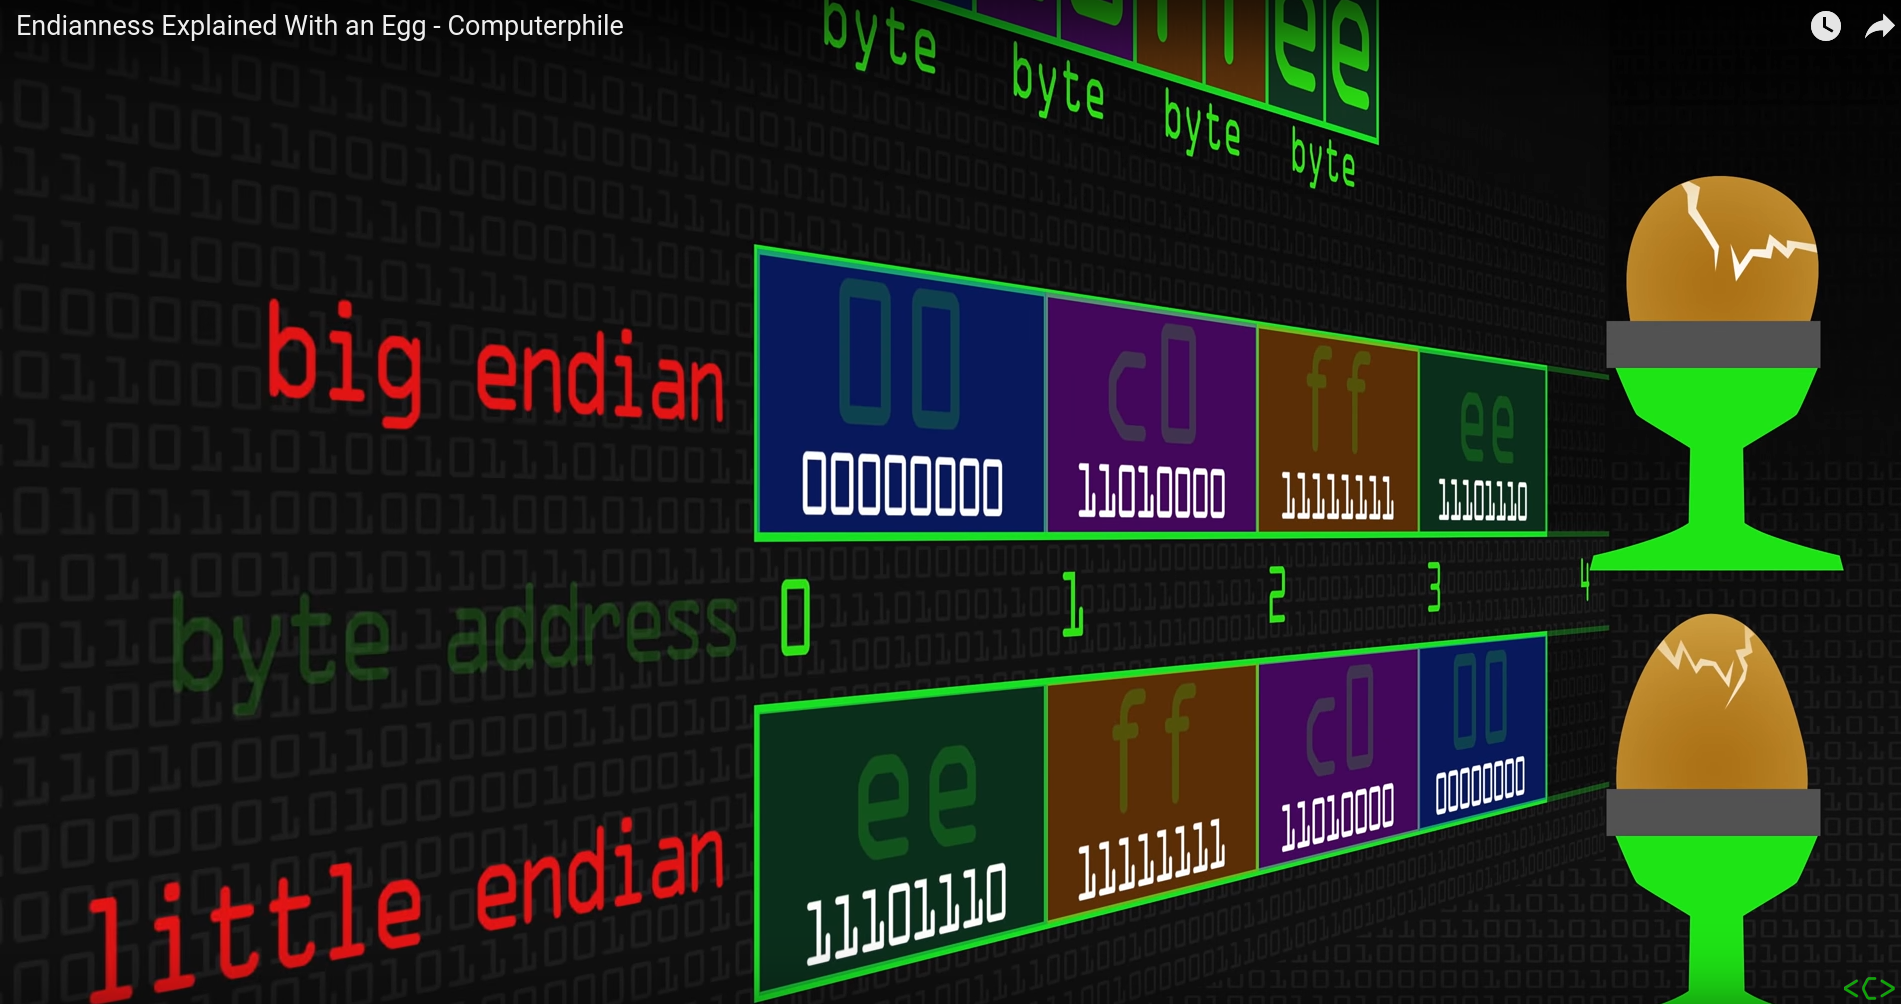 Endianness Explained With an Egg - Computerphile
ee
byte byte byte byte
big endian
00 c0 ff ee
00000000 11010000 11111111 11101110
byte address 0 1 2 3 4
little endian
ee ff c0 00
11101110 11111111 11010000 00000000
<C>